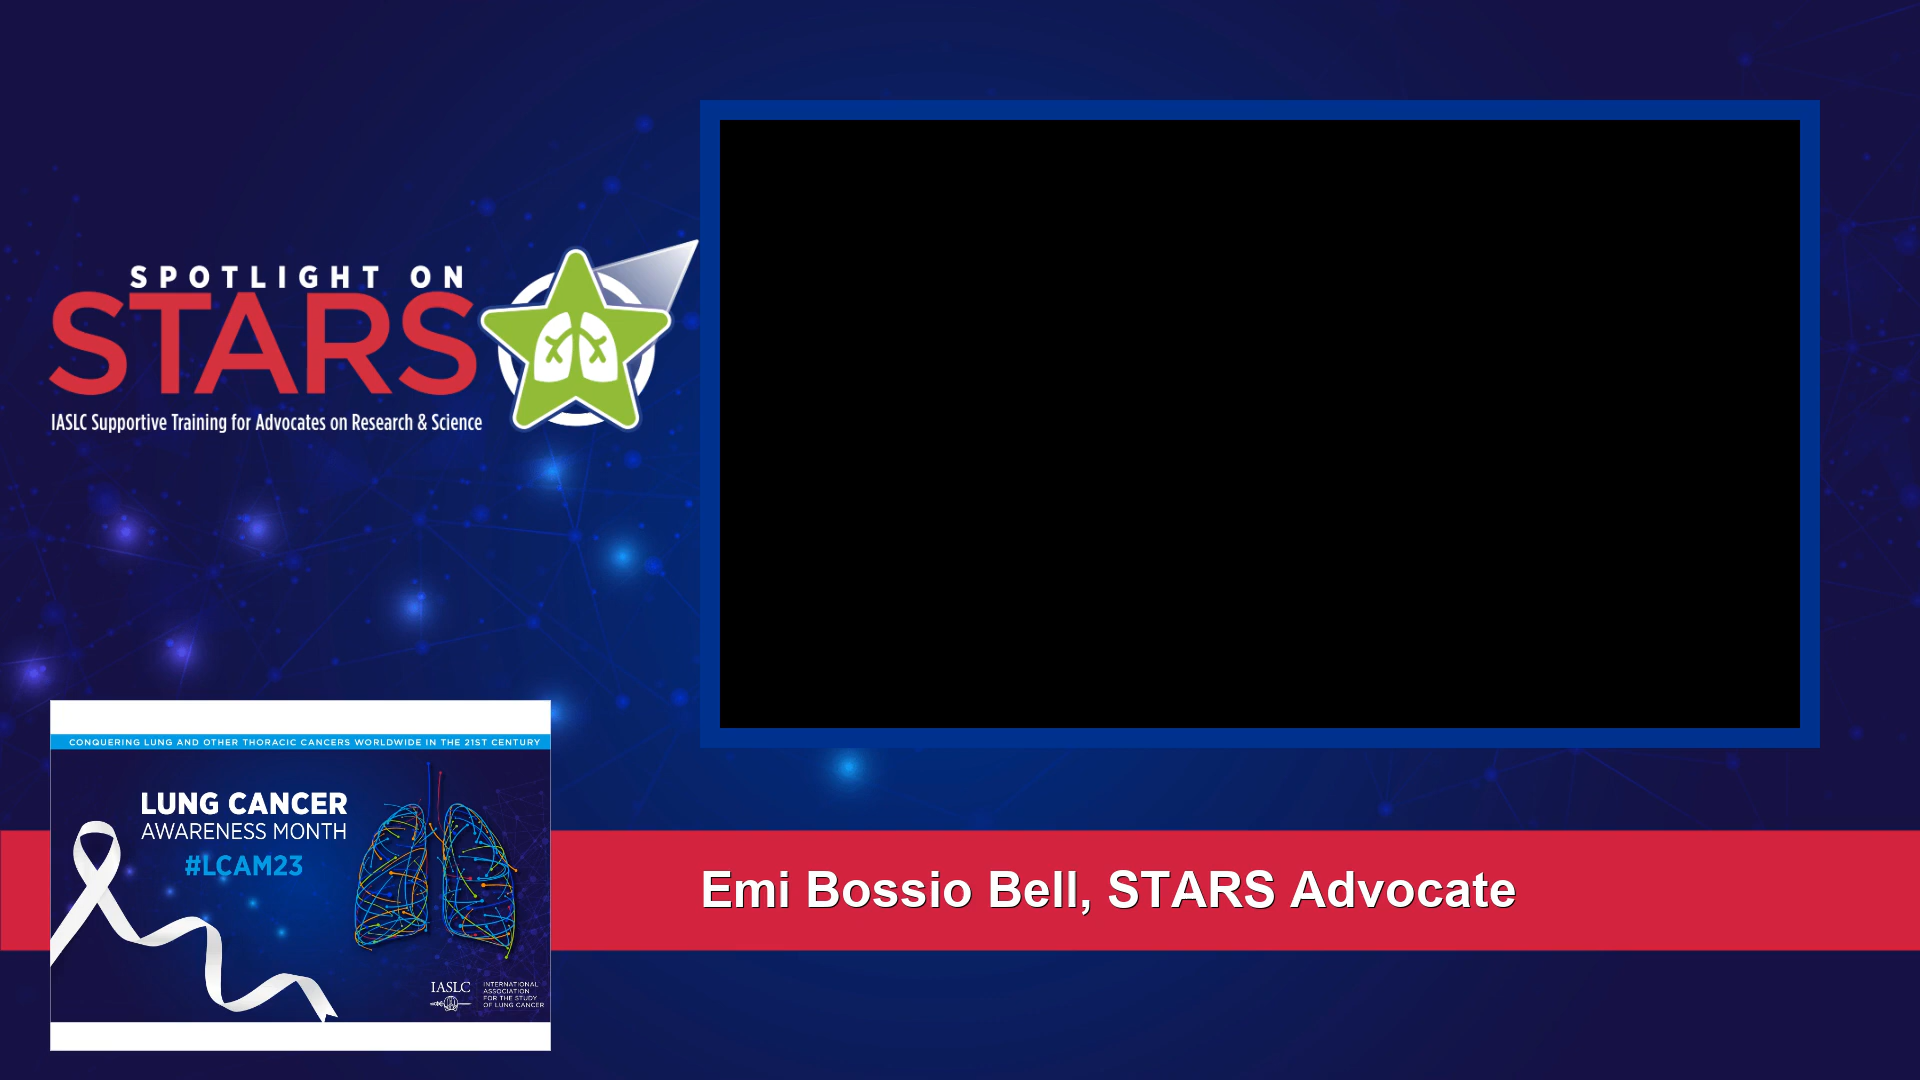 SPOTLIGHT ON
STARS
IASLC Supportive Training for Advocates on Research & Science
CONQUERING LUNG AND OTHER THORACIC CANCERS WORLDWIDE IN THE 21ST CENTURY
LUNG CANCER
AWARENESS MONTH
#LCAM23
IASLC
INTERNATIONAL
ASSOCIATION
FOR THE STUDY
OF LUNG CANCER
Emi Bossio Bell, STARS Advocate